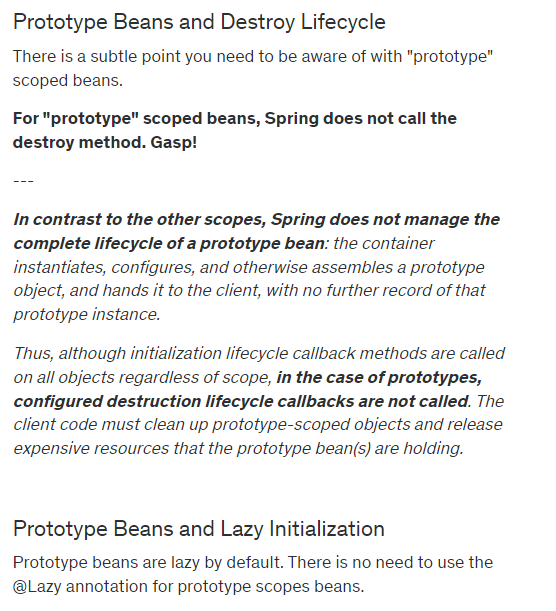 Prototype Beans and Destroy Lifecycle
There is a subtle point you need to be aware of with "prototype"
scoped beans.
For "prototype" scoped beans, Spring does not call the
destroy method. Gasp!
---
In contrast to the other scopes, Spring does not manage the
complete lifecycle of a prototype bean: the container
instantiates, configures, and otherwise assembles a prototype
object, and hands it to the client, with no further record of that
prototype instance.
Thus, although initialization lifecycle callback methods are called
on all objects regardless of scope, in the case of prototypes,
configured destruction lifecycle callbacks are not called. The
client code must clean up prototype-scoped objects and release
expensive resources that the prototype bean(s) are holding.
Prototype Beans and Lazy Initialization
Prototype beans are lazy by default. There is no need to use the
@Lazy annotation for prototype scopes beans.